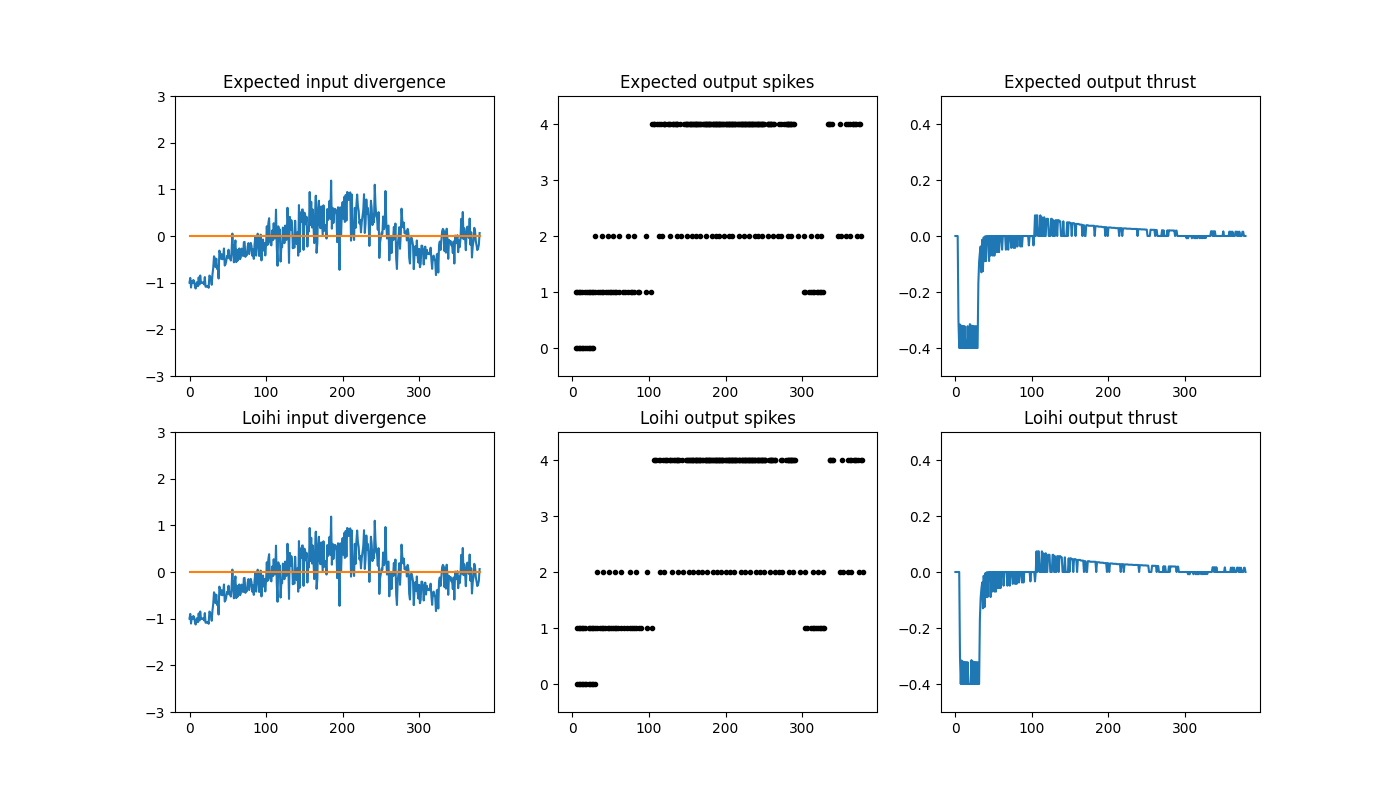 Expected input divergence
3
2
1
0
−1
−2
−3
0 100 200 300
Expected output spikes
4
3
2
1
0
0 100 200 300
Expected output thrust
0.4
0.2
0.0
−0.2
−0.4
0 100 200 300
Loihi input divergence
3
2
1
0
−1
−2
−3
0 100 200 300
Loihi output spikes
4
3
2
1
0
0 100 200 300
Loihi output thrust
0.4
0.2
0.0
−0.2
−0.4
0 100 200 300